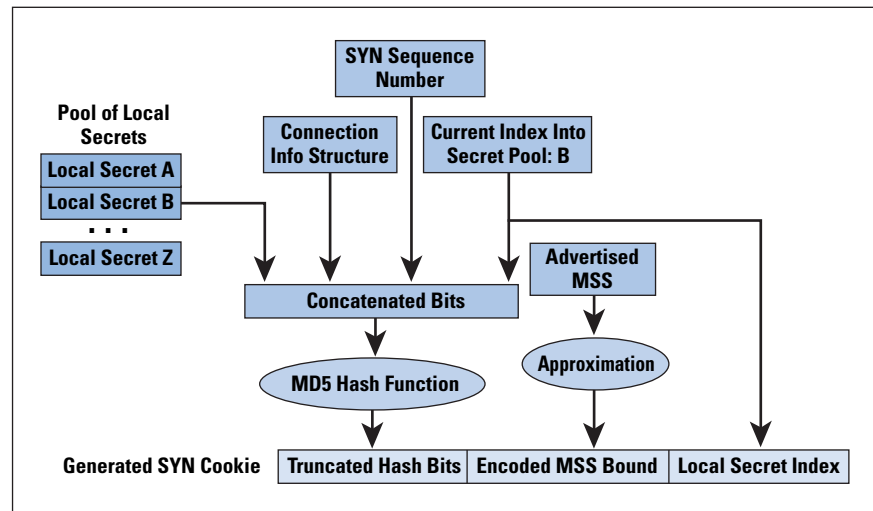 SYN Sequence
Number
Pool of Local
Secrets
Connection
Info Structure
Current Index Into
Secret Pool: B
Local Secret A
Local Secret B
. . .
Local Secret Z
Advertised
MSS
Concatenated Bits
MD5 Hash Function
Approximation
Generated SYN Cookie
Truncated Hash Bits
Encoded MSS Bound
Local Secret Index